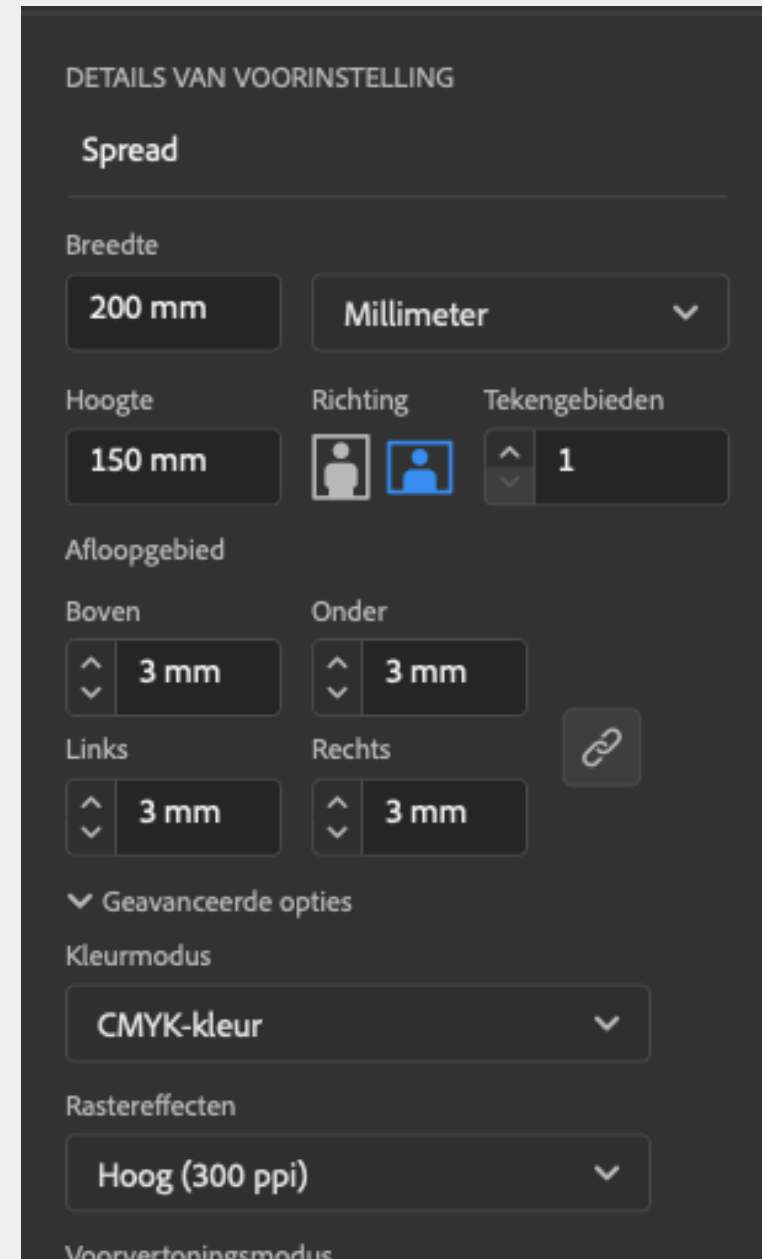 DETAILS VAN VOORINSTELLING
Spread
Breedte
200 mm Millimeter
Hoogte Richting Tekengebieden
150 mm 1
Afloopgebied
Boven Onder
3 mm 3 mm
Links Rechts
3 mm 3 mm
Geavanceerde opties
Kleurmodus
CMYK-kleur
Rastereffecten
Hoog (300 ppi)
Voorvertoningsmodus